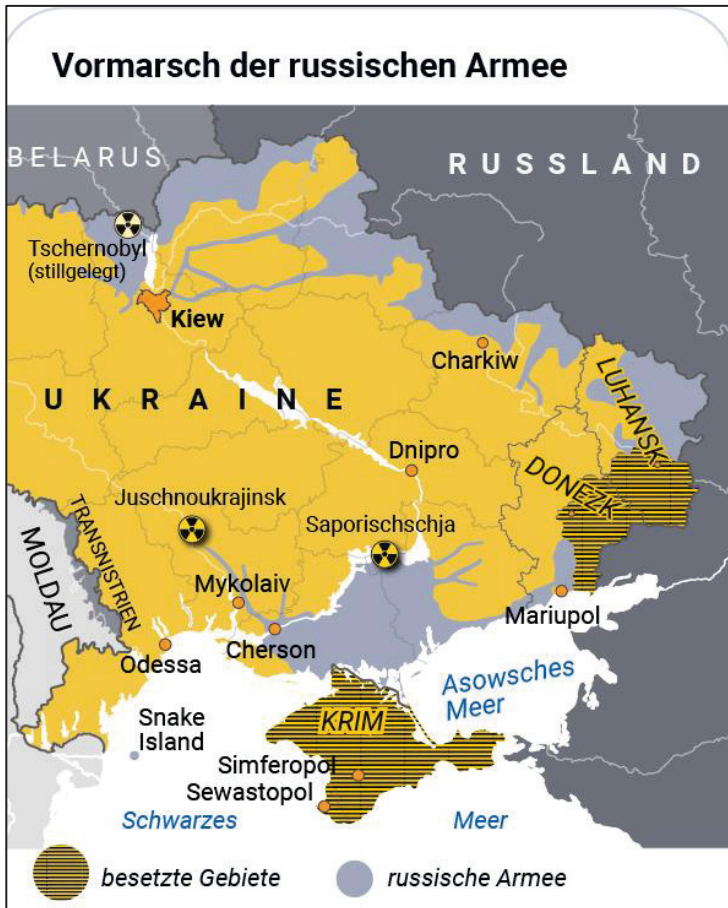 Vormarsch der russischen Armee
BELARUS
RUSSLAND
Tschernobyl
(stillgelegt)
Kiew
Charkiw
UKRAINE
LUHANSK
Dnipro
DONEZK
Juschnoukrajinsk
Saporischschja
TRANSNISTRIEN
MOLDAU
Mykolaiv
Mariupol
Cherson
Odessa
Asowsches
Meer
Snake
Island
KRIM
Simferopol
Sewastopol
Schwarzes
Meer
besetzte Gebiete
russische Armee